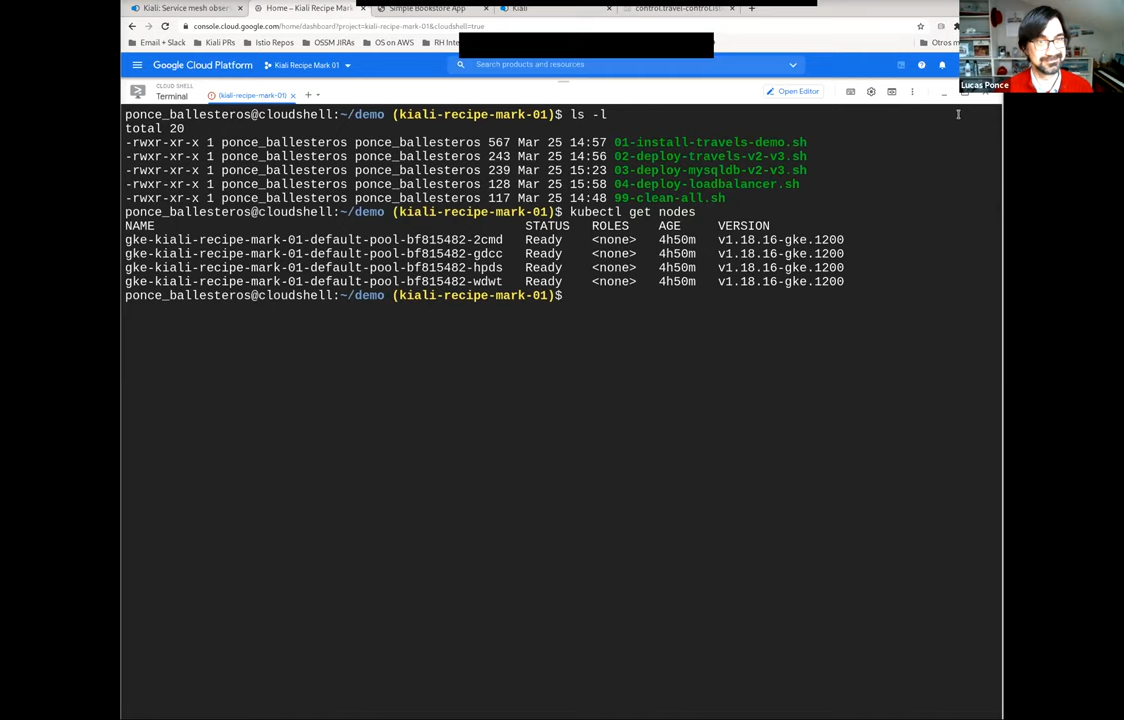 Kiali: Service mesh obser
Home – Kiali Recipe Mark
Simple Bookstore App
Kiali
control.travel-control.ist
console.cloud.google.com/home/dashboard?project=kiali-recipe-mark-01&cloudshell=true
Email + Slack
Kiali PRs
Istio Repos
OSSM JIRAs
OS on AWS
RH Inte
Otros m
Google Cloud Platform
Kiali Recipe Mark 01
Search products and resources
Lucas Ponce
CLOUD SHELL
Terminal
(kiali-recipe-mark-01)
Open Editor
ponce_ballesteros@cloudshell:~/demo (kiali-recipe-mark-01)$ ls -l
total 20
-rwxr-xr-x 1 ponce_ballesteros ponce_ballesteros 567 Mar 25 14:57 01-install-travels-demo.sh
-rwxr-xr-x 1 ponce_ballesteros ponce_ballesteros 243 Mar 25 14:56 02-deploy-travels-v2-v3.sh
-rwxr-xr-x 1 ponce_ballesteros ponce_ballesteros 239 Mar 25 15:23 03-deploy-mysqldb-v2-v3.sh
-rwxr-xr-x 1 ponce_ballesteros ponce_ballesteros 128 Mar 25 15:58 04-deploy-loadbalancer.sh
-rwxr-xr-x 1 ponce_ballesteros ponce_ballesteros 117 Mar 25 14:48 99-clean-all.sh
ponce_ballesteros@cloudshell:~/demo (kiali-recipe-mark-01)$ kubectl get nodes
NAME STATUS ROLES AGE VERSION
gke-kiali-recipe-mark-01-default-pool-bf815482-2cmd Ready <none> 4h50m v1.18.16-gke.1200
gke-kiali-recipe-mark-01-default-pool-bf815482-gdcc Ready <none> 4h50m v1.18.16-gke.1200
gke-kiali-recipe-mark-01-default-pool-bf815482-hpds Ready <none> 4h50m v1.18.16-gke.1200
gke-kiali-recipe-mark-01-default-pool-bf815482-wdwt Ready <none> 4h50m v1.18.16-gke.1200
ponce_ballesteros@cloudshell:~/demo (kiali-recipe-mark-01)$